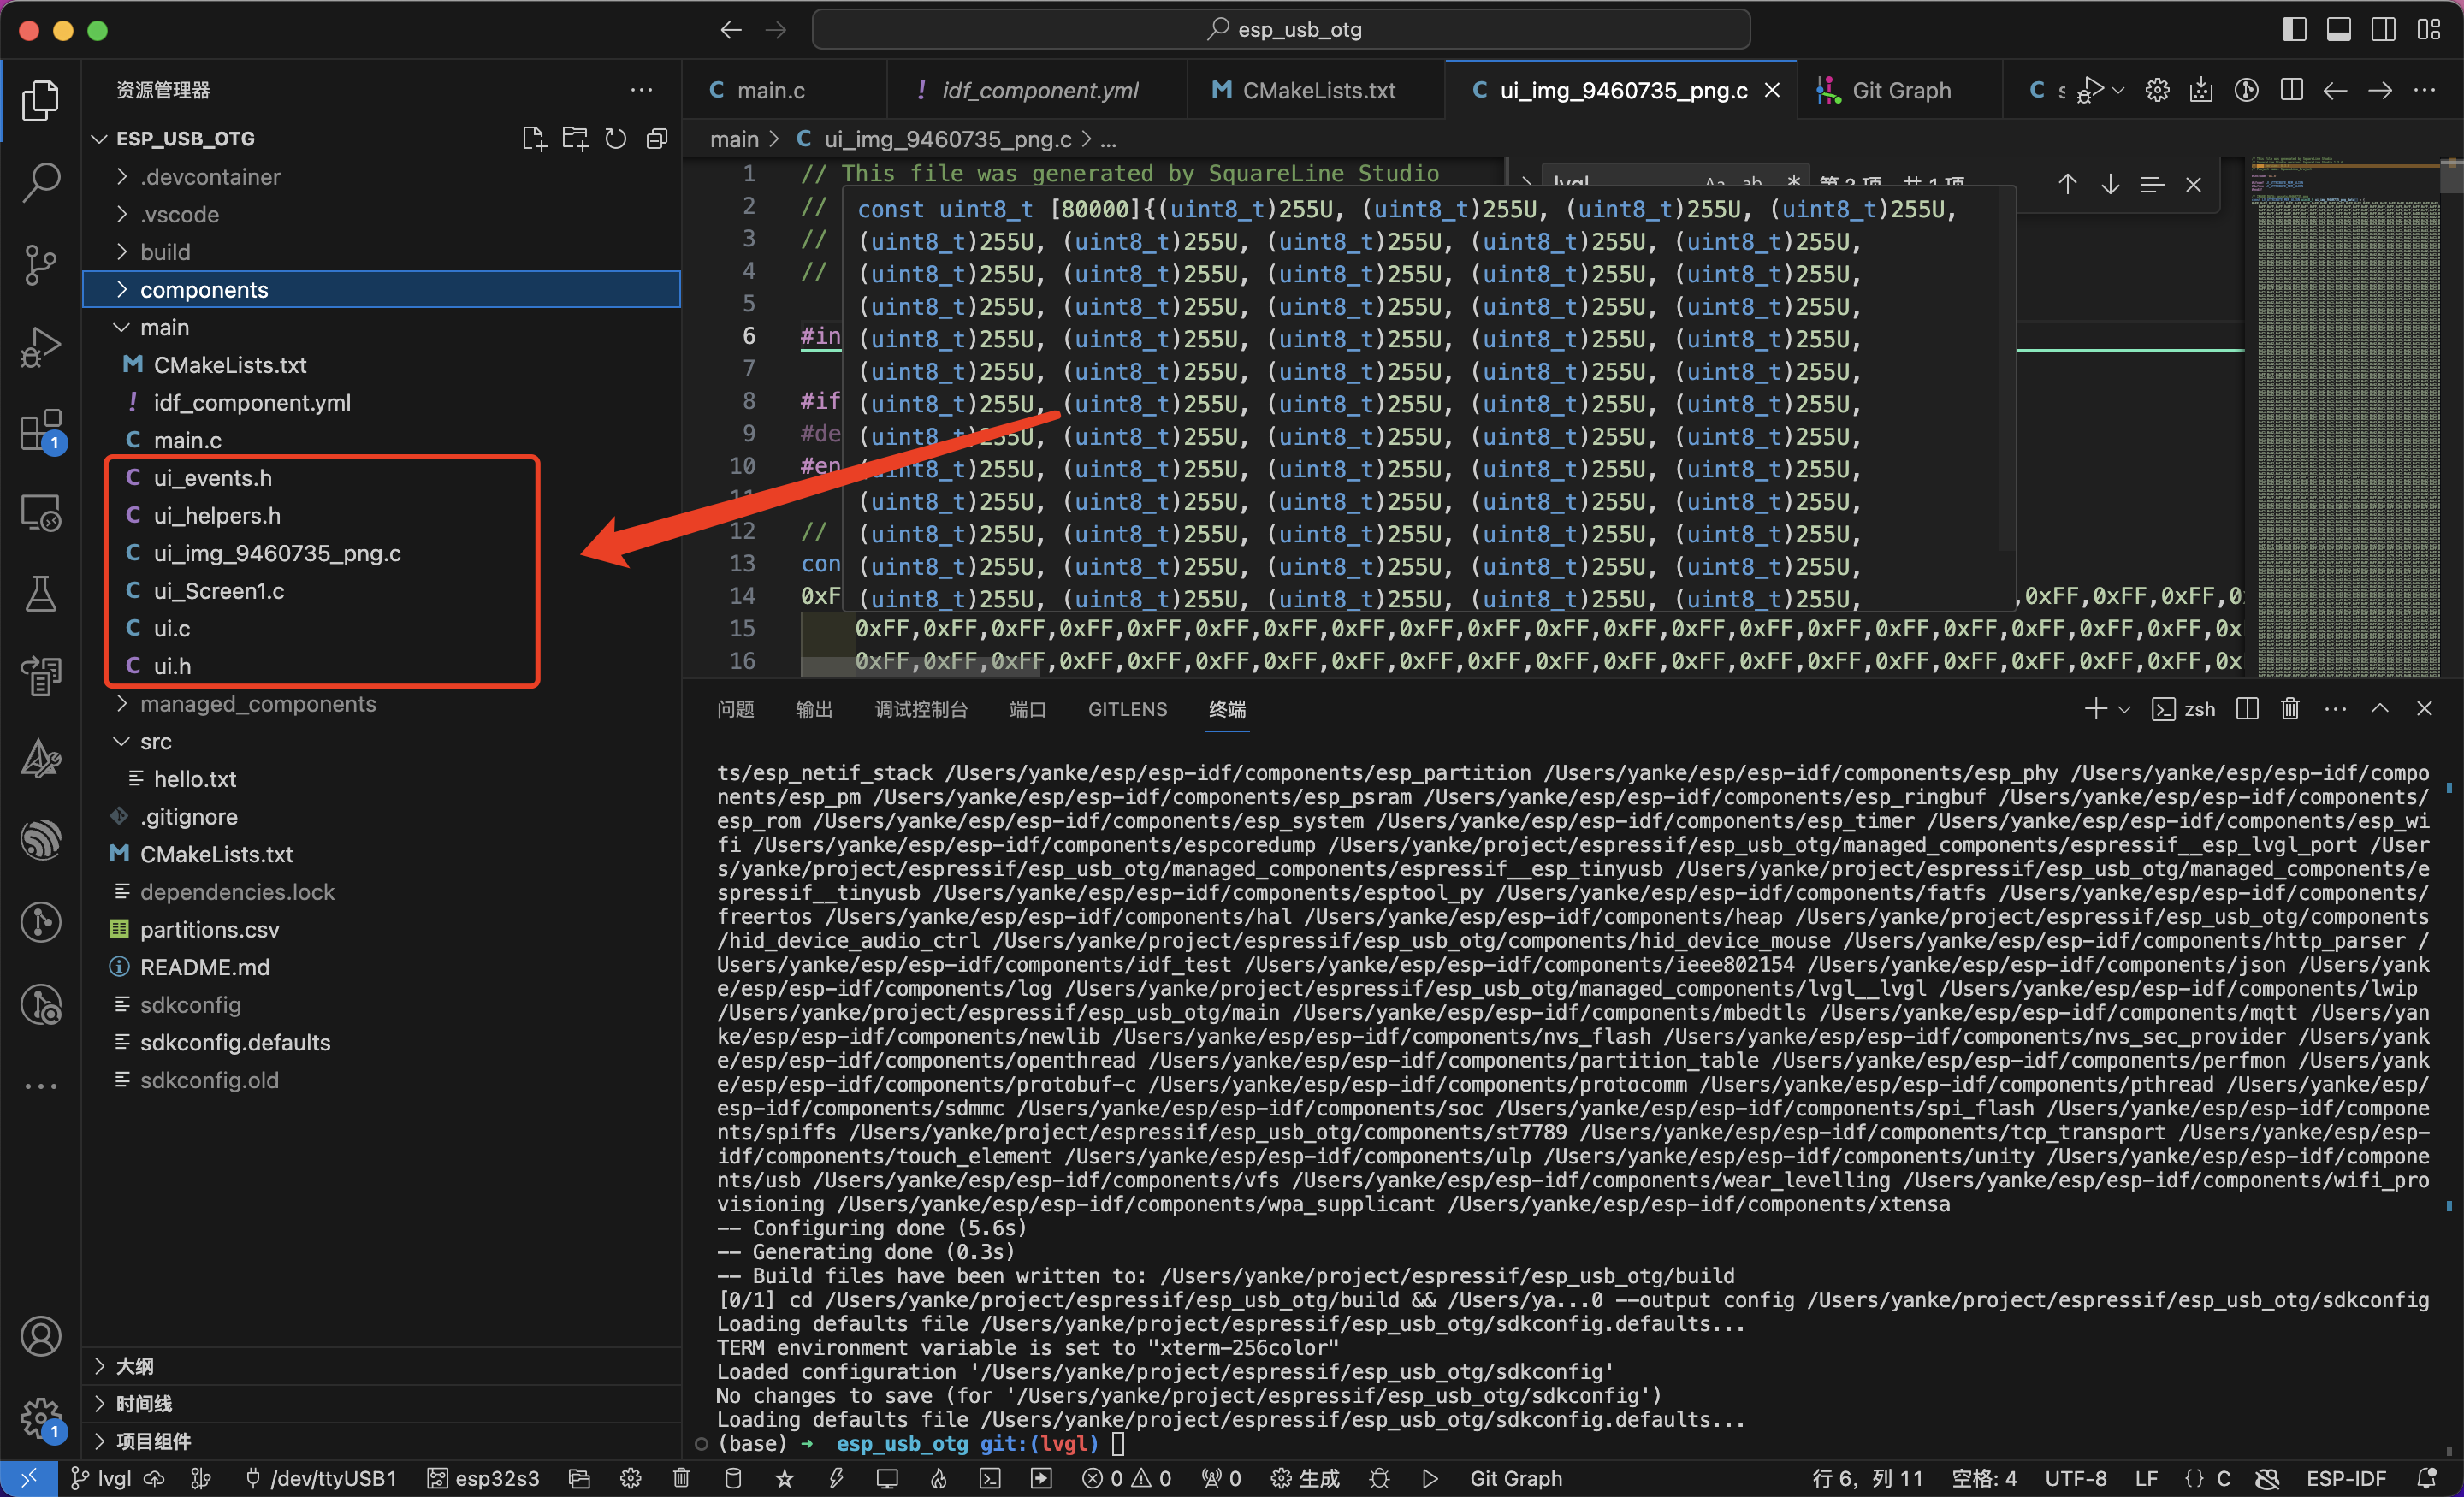 esp_usb_otg
资源管理器
ESP_USB_OTG
.devcontainer
.vscode
build
components
main
CMakeLists.txt
idf_component.yml
main.c
ui_events.h
ui_helpers.h
ui_img_9460735_png.c
ui_Screen1.c
ui.c
ui.h
managed_components
src
hello.txt
.gitignore
CMakeLists.txt
dependencies.lock
partitions.csv
README.md
sdkconfig
sdkconfig.defaults
sdkconfig.old
大纲
时间线
项目组件
main.c
idf_component.yml
CMakeLists.txt
ui_img_9460735_png.c
Git Graph
main > C ui_img_9460735_png.c > ...
1 // This file was generated by SquareLine Studio
2 //
3 //
4 //
5
6 #in
7
8 #if
9 #de
10 #en
12 //
13 con
14 0xF
,0xFF,0xFF,0xFF,0
15 0xFF,0xFF,0xFF,0xFF,0xFF,0xFF,0xFF,0xFF,0xFF,0xFF,0xFF,0xFF,0xFF,0xFF,0xFF,0xFF,0xFF,0xFF,0xFF,0xFF,0x
16 0xFF,0xFF,0xFF,0xFF,0xFF,0xFF,0xFF,0xFF,0xFF,0xFF,0xFF,0xFF,0xFF,0xFF,0xFF,0xFF,0xFF,0xFF,0xFF,0xFF,0x
const uint8_t [80000]{(uint8_t)255U, (uint8_t)255U, (uint8_t)255U, (uint8_t)255U,
(uint8_t)255U, (uint8_t)255U, (uint8_t)255U, (uint8_t)255U, (uint8_t)255U,
(uint8_t)255U, (uint8_t)255U, (uint8_t)255U, (uint8_t)255U, (uint8_t)255U,
(uint8_t)255U, (uint8_t)255U, (uint8_t)255U, (uint8_t)255U, (uint8_t)255U,
(uint8_t)255U, (uint8_t)255U, (uint8_t)255U, (uint8_t)255U, (uint8_t)255U,
(uint8_t)255U, (uint8_t)255U, (uint8_t)255U, (uint8_t)255U, (uint8_t)255U,
(uint8_t)255U, (uint8_t)255U, (uint8_t)255U, (uint8_t)255U, (uint8_t)255U,
(uint8_t)255U, (uint8_t)255U, (uint8_t)255U, (uint8_t)255U, (uint8_t)255U,
(uint8_t)255U, (uint8_t)255U, (uint8_t)255U, (uint8_t)255U, (uint8_t)255U,
(uint8_t)255U, (uint8_t)255U, (uint8_t)255U, (uint8_t)255U, (uint8_t)255U,
(uint8_t)255U, (uint8_t)255U, (uint8_t)255U, (uint8_t)255U, (uint8_t)255U,
(uint8_t)255U, (uint8_t)255U, (uint8_t)255U, (uint8_t)255U, (uint8_t)255U,
(uint8_t)255U, (uint8_t)255U, (uint8_t)255U, (uint8_t)255U, (uint8_t)255U,
问题 输出 调试控制台 端口 GITLENS 终端
zsh
ts/esp_netif_stack /Users/yanke/esp/esp-idf/components/esp_partition /Users/yanke/esp/esp-idf/components/esp_phy /Users/yanke/esp/esp-idf/compo
nents/esp_pm /Users/yanke/esp/esp-idf/components/esp_psram /Users/yanke/esp/esp-idf/components/esp_ringbuf /Users/yanke/esp/esp-idf/components/
esp_rom /Users/yanke/esp/esp-idf/components/esp_system /Users/yanke/esp/esp-idf/components/esp_timer /Users/yanke/esp/esp-idf/components/esp_wi
fi /Users/yanke/esp/esp-idf/components/espcoredump /Users/yanke/project/espressif/esp_usb_otg/managed_components/espressif__esp_lvgl_port /User
s/yanke/project/espressif/esp_usb_otg/managed_components/espressif__esp_tinyusb /Users/yanke/project/espressif/esp_usb_otg/managed_components/e
spressif__tinyusb /Users/yanke/esp/esp-idf/components/esptool_py /Users/yanke/esp/esp-idf/components/fatfs /Users/yanke/esp/esp-idf/components/
freertos /Users/yanke/esp/esp-idf/components/hal /Users/yanke/esp/esp-idf/components/heap /Users/yanke/project/espressif/esp_usb_otg/components
/hid_device_audio_ctrl /Users/yanke/project/espressif/esp_usb_otg/components/hid_device_mouse /Users/yanke/esp/esp-idf/components/http_parser /
Users/yanke/esp/esp-idf/components/idf_test /Users/yanke/esp/esp-idf/components/ieee802154 /Users/yanke/esp/esp-idf/components/json /Users/yank
e/esp/esp-idf/components/log /Users/yanke/project/espressif/esp_usb_otg/managed_components/lvgl__lvgl /Users/yanke/esp/esp-idf/components/lwip
/Users/yanke/project/espressif/esp_usb_otg/main /Users/yanke/esp/esp-idf/components/mbedtls /Users/yanke/esp/esp-idf/components/mqtt /Users/yan
ke/esp/esp-idf/components/newlib /Users/yanke/esp/esp-idf/components/nvs_flash /Users/yanke/esp/esp-idf/components/nvs_sec_provider /Users/yank
e/esp/esp-idf/components/openthread /Users/yanke/esp/esp-idf/components/partition_table /Users/yanke/esp/esp-idf/components/perfmon /Users/yank
e/esp/esp-idf/components/protobuf-c /Users/yanke/esp/esp-idf/components/protocomm /Users/yanke/esp/esp-idf/components/pthread /Users/yanke/esp/
esp-idf/components/sdmmc /Users/yanke/esp/esp-idf/components/soc /Users/yanke/esp/esp-idf/components/spi_flash /Users/yanke/esp/esp-idf/compone
nts/spiffs /Users/yanke/project/espressif/esp_usb_otg/components/st7789 /Users/yanke/esp/esp-idf/components/tcp_transport /Users/yanke/esp/esp-
idf/components/touch_element /Users/yanke/esp/esp-idf/components/ulp /Users/yanke/esp/esp-idf/components/unity /Users/yanke/esp/esp-idf/compone
nts/usb /Users/yanke/esp/esp-idf/components/vfs /Users/yanke/esp/esp-idf/components/wear_levelling /Users/yanke/esp/esp-idf/components/wifi_pro
visioning /Users/yanke/esp/esp-idf/components/wpa_supplicant /Users/yanke/esp/esp-idf/components/xtensa
-- Configuring done (5.6s)
-- Generating done (0.3s)
-- Build files have been written to: /Users/yanke/project/espressif/esp_usb_otg/build
[0/1] cd /Users/yanke/project/espressif/esp_usb_otg/build && /Users/ya...0 --output config /Users/yanke/project/espressif/esp_usb_otg/sdkconfig
Loading defaults file /Users/yanke/project/espressif/esp_usb_otg/sdkconfig.defaults...
TERM environment variable is set to "xterm-256color"
Loaded configuration '/Users/yanke/project/espressif/esp_usb_otg/sdkconfig'
No changes to save (for '/Users/yanke/project/espressif/esp_usb_otg/sdkconfig')
Loading defaults file /Users/yanke/project/espressif/esp_usb_otg/sdkconfig.defaults...
(base) → esp_usb_otg git:(lvgl)
lvgl /dev/ttyUSB1 esp32s3 0 0 0 生成 Git Graph 行 6，列 11 空格: 4 UTF-8 LF {} C ESP-IDF